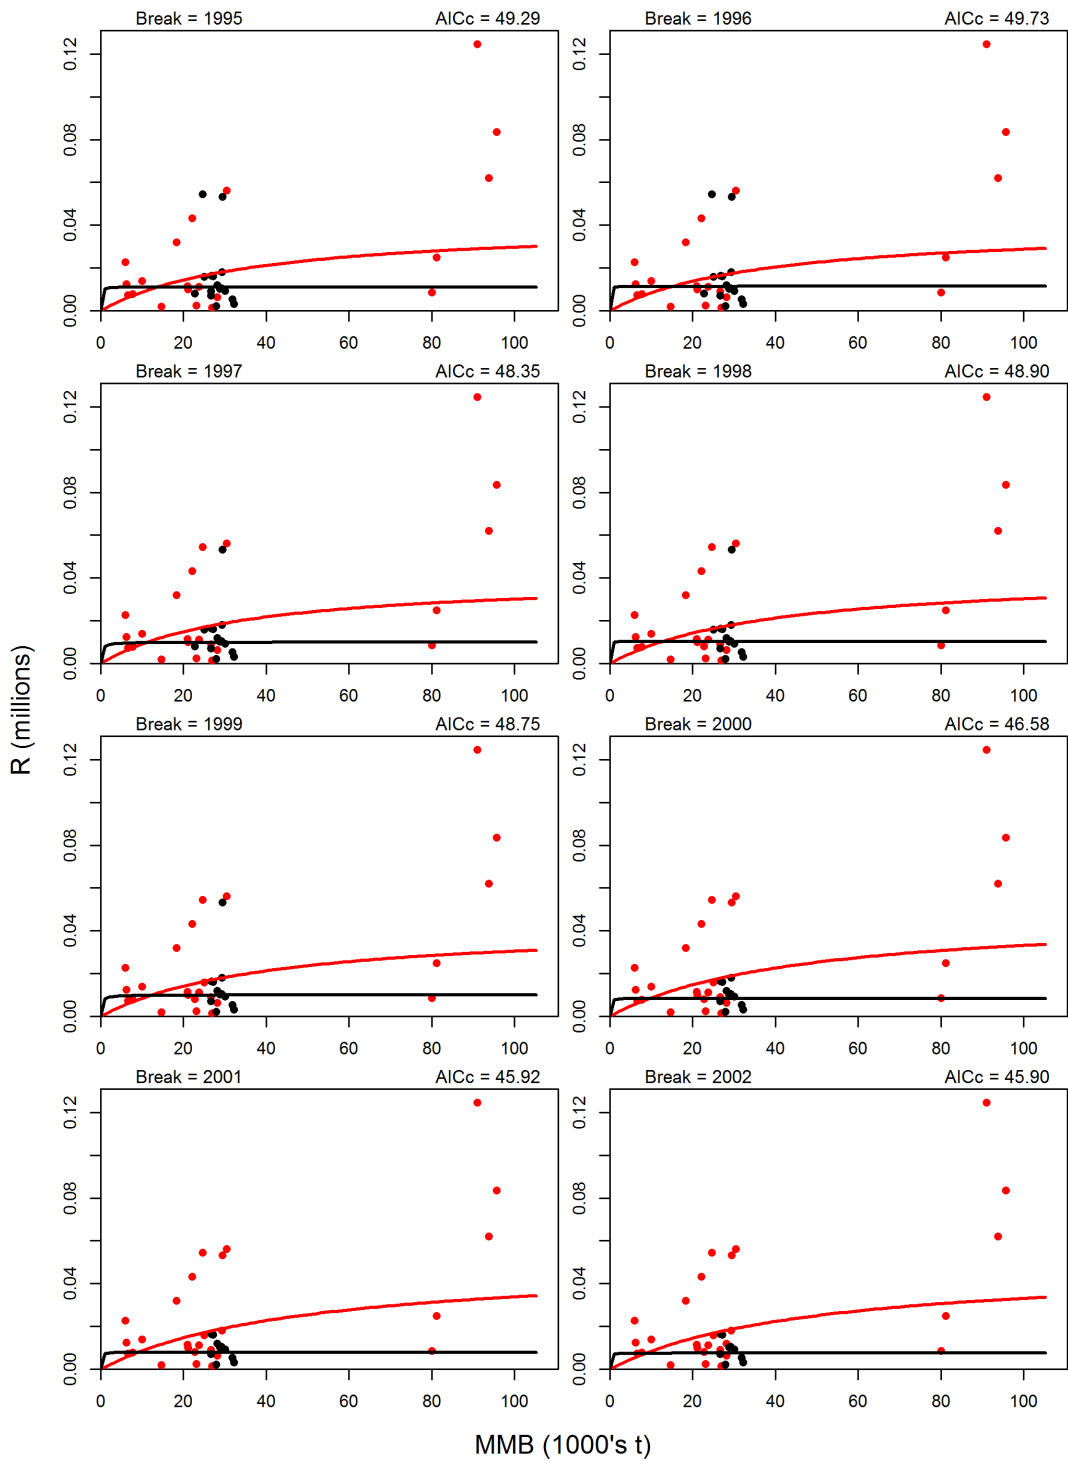 Break = 1995 AICc = 49.29
Break = 1996 AICc = 49.73
0.12
0.08
0.04
0.00
0 20 40 60 80 100
0 20 40 60 80 100
Break = 1997 AICc = 48.35
Break = 1998 AICc = 48.90
0.12
0.08
0.04
0.00
0.12
0.08
0.04
0.00
0 20 40 60 80 100
0 20 40 60 80 100
Break = 1999 AICc = 48.75
Break = 2000 AICc = 46.58
0.12
0.08
0.04
0.00
0.12
0.08
0.04
0.00
0 20 40 60 80 100
0 20 40 60 80 100
Break = 2001 AICc = 45.92
Break = 2002 AICc = 45.90
0.12
0.08
0.04
0.00
0.12
0.08
0.04
0.00
0 20 40 60 80 100
0 20 40 60 80 100
0.12
0.08
0.04
0.00
R (millions)
MMB (1000's t)